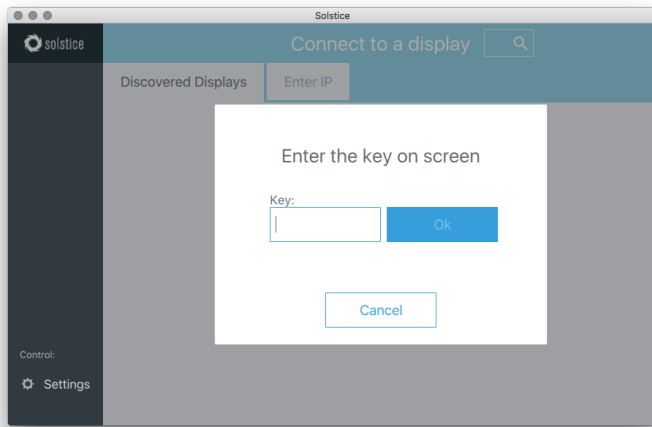 Solstice
solstice
Connect to a display
Discovered Displays
Enter IP
Enter the key on screen
Key:
Ok
Cancel
Control:
Settings